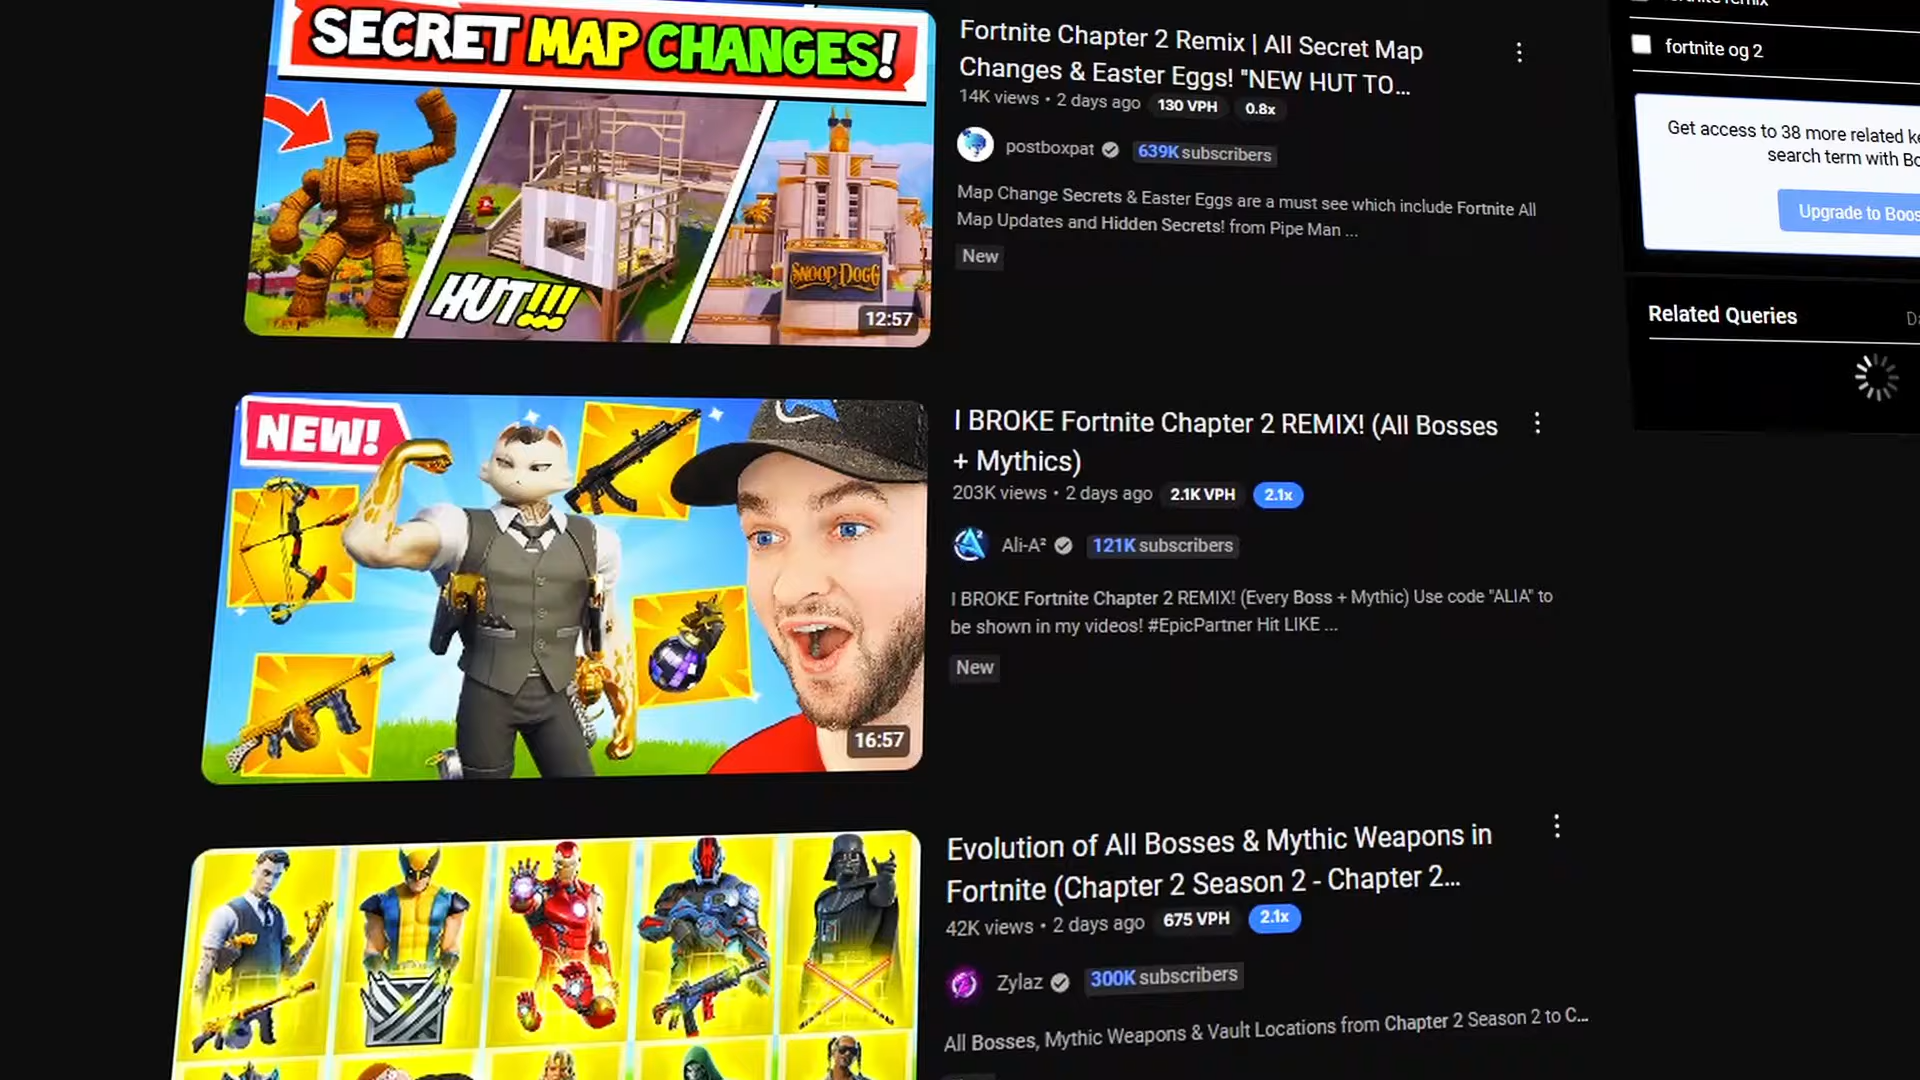 SECRET MAP CHANGES!
HUT!!!
SNOOP DOGG
12:57
Fortnite Chapter 2 Remix | All Secret Map
Changes & Easter Eggs! "NEW HUT TO...
14K views • 2 days ago 130 VPH 0.8x
postboxpat 639K subscribers
Map Change Secrets & Easter Eggs are a must see which include Fortnite All
Map Updates and Hidden Secrets! from Pipe Man ...
New
fortnite remix
fortnite og 2
Get access to 38 more related
search term with
Upgrade to
Related Queries
NEW!
16:57
I BROKE Fortnite Chapter 2 REMIX! (All Bosses
+ Mythics)
203K views • 2 days ago 2.1K VPH 2.1x
Ali-A² 121K subscribers
I BROKE Fortnite Chapter 2 REMIX! (Every Boss + Mythic) Use code "ALIA" to
be shown in my videos! #EpicPartner Hit LIKE ...
New
Evolution of All Bosses & Mythic Weapons in
Fortnite (Chapter 2 Season 2 - Chapter 2...
42K views • 2 days ago 675 VPH 2.1x
Zylaz 300K subscribers
All Bosses, Mythic Weapons & Vault Locations from Chapter 2 Season 2 to C...